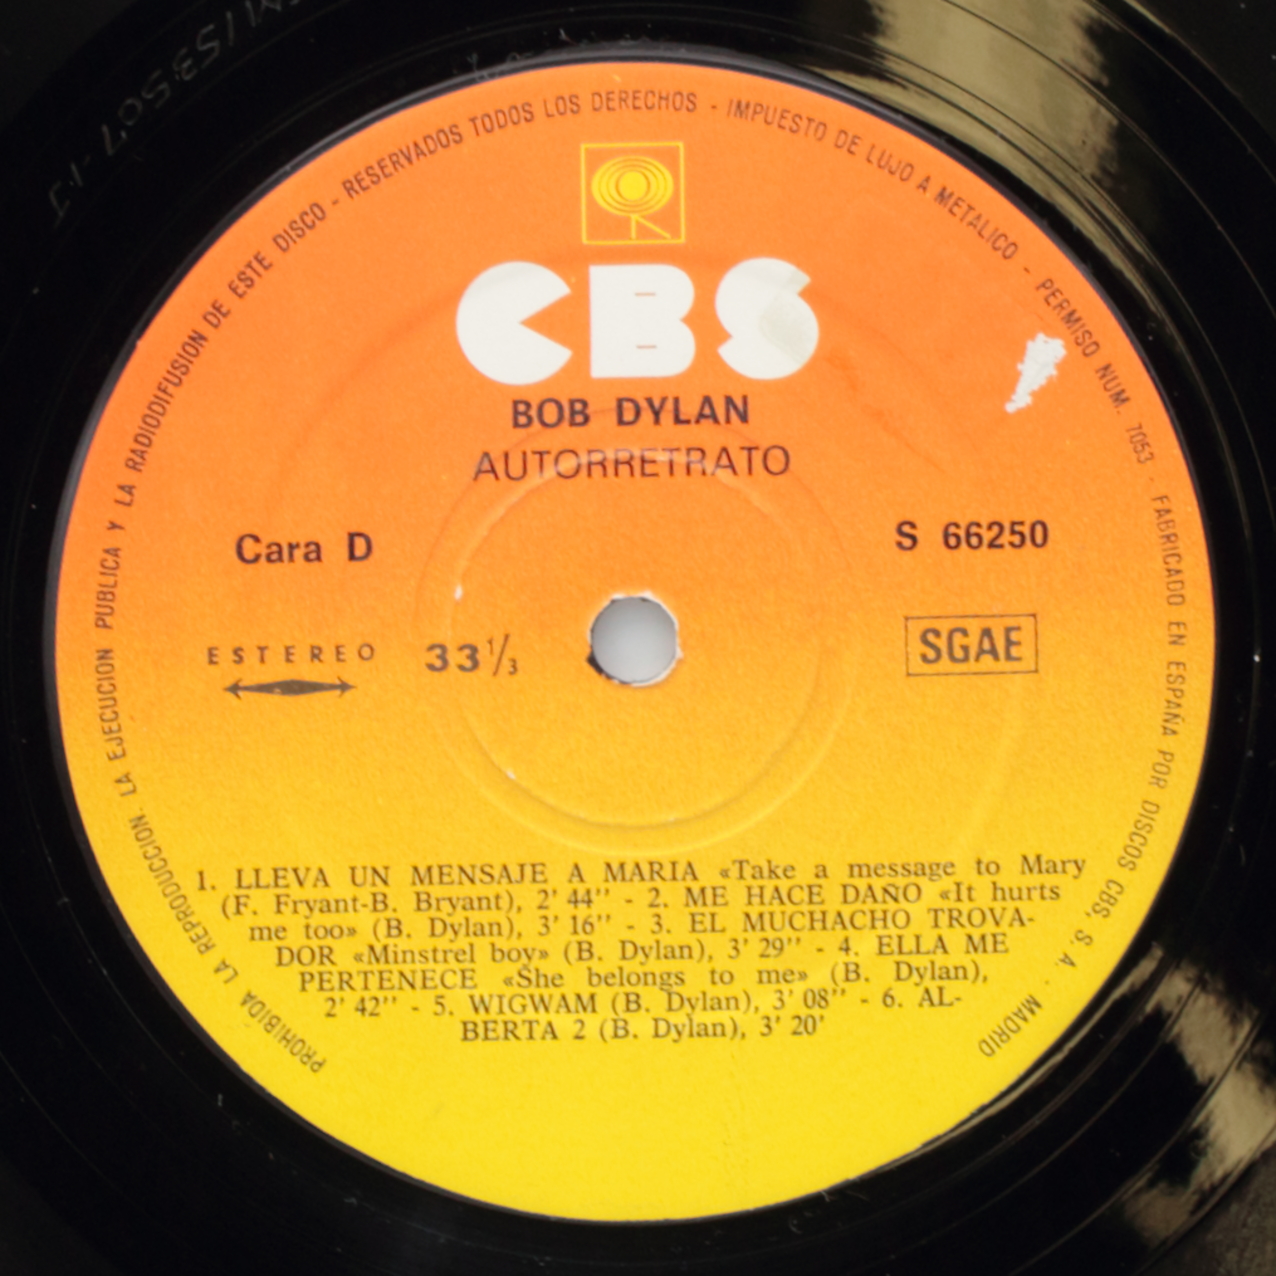 PROHIBIDA LA REPRODUCCION. LA EJECUCION PUBLICA Y LA RADIODIFUSION DE ESTE DISCO - RESERVADOS TODOS LOS DERECHOS - IMPUESTO DE LUJO A METALICO - PERMISO NUM. 7053 - FABRICADO EN ESPAÑA POR DISCOS CBS, S. A. MADRID
CBS
BOB DYLAN
AUTORRETRATO
Cara D
S 66250
ESTEREO
33 1/3
SGAE
1. LLEVA UN MENSAJE A MARIA «Take a message to Mary
(F. Fryant-B. Bryant), 2' 44'' - 2. ME HACE DAÑO «It hurts
me too» (B. Dylan), 3' 16'' - 3. EL MUCHACHO TROVA-
DOR «Minstrel boy» (B. Dylan), 3' 29'' - 4. ELLA ME
PERTENECE «She belongs to me» (B. Dylan),
2' 42'' - 5. WIGWAM (B. Dylan), 3' 08'' - 6. AL-
BERTA 2 (B. Dylan), 3' 20'